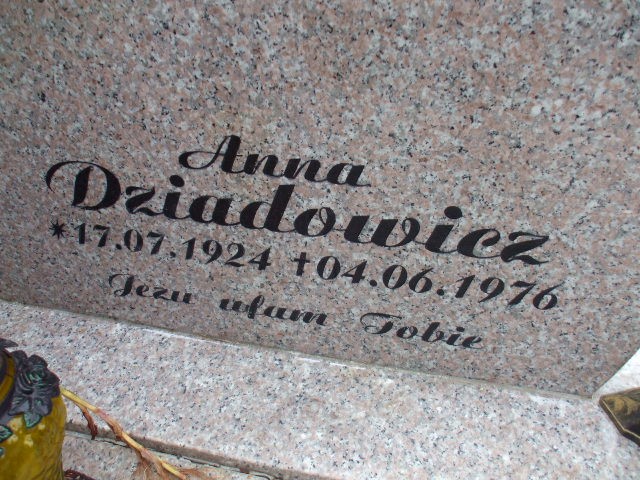 Anna
Dziadowicz
*17.07.1924 †04.06.1976
Jezu ufam Tobie